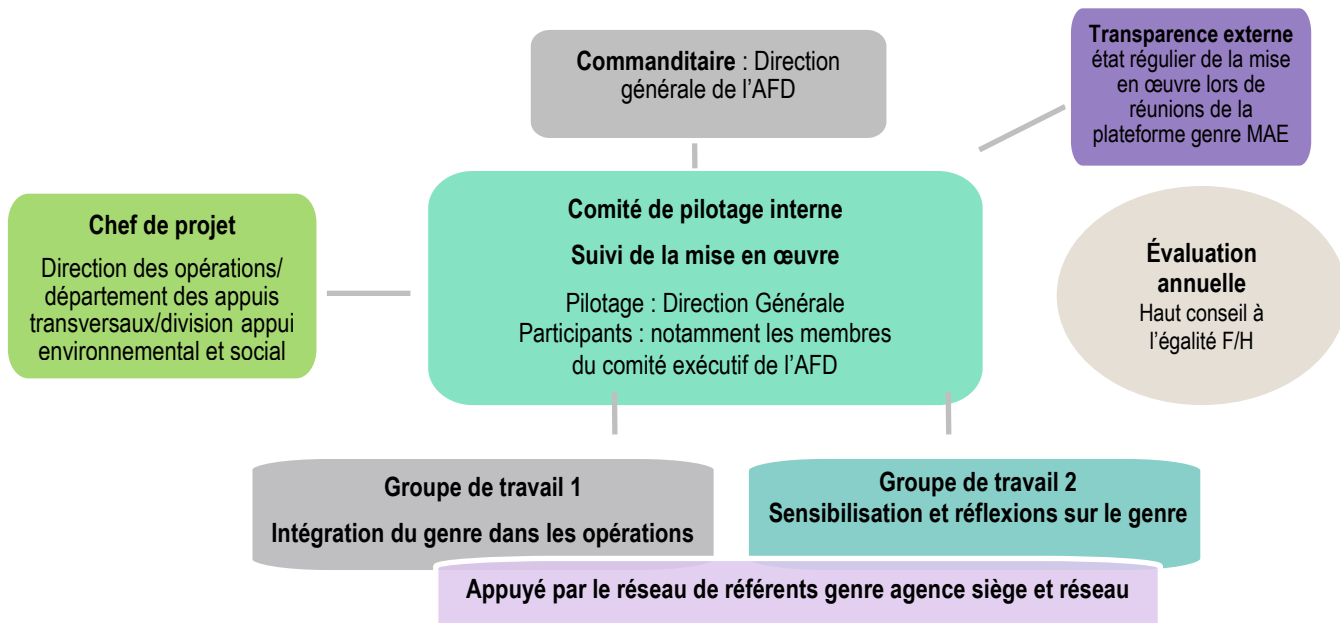 Commanditaire : Direction
générale de l'AFD
Transparence externe
état régulier de la mise
en œuvre lors de
réunions de la
plateforme genre MAE
Chef de projet
Direction des opérations/
département des appuis
transversaux/division appui
environnemental et social
Comité de pilotage interne
Suivi de la mise en œuvre
Pilotage : Direction Générale
Participants : notamment les membres
du comité exécutif de l'AFD
Évaluation
annuelle
Haut conseil à
l'égalité F/H
Groupe de travail 1
Intégration du genre dans les opérations
Groupe de travail 2
Sensibilisation et réflexions sur le genre
Appuyé par le réseau de référents genre agence siège et réseau